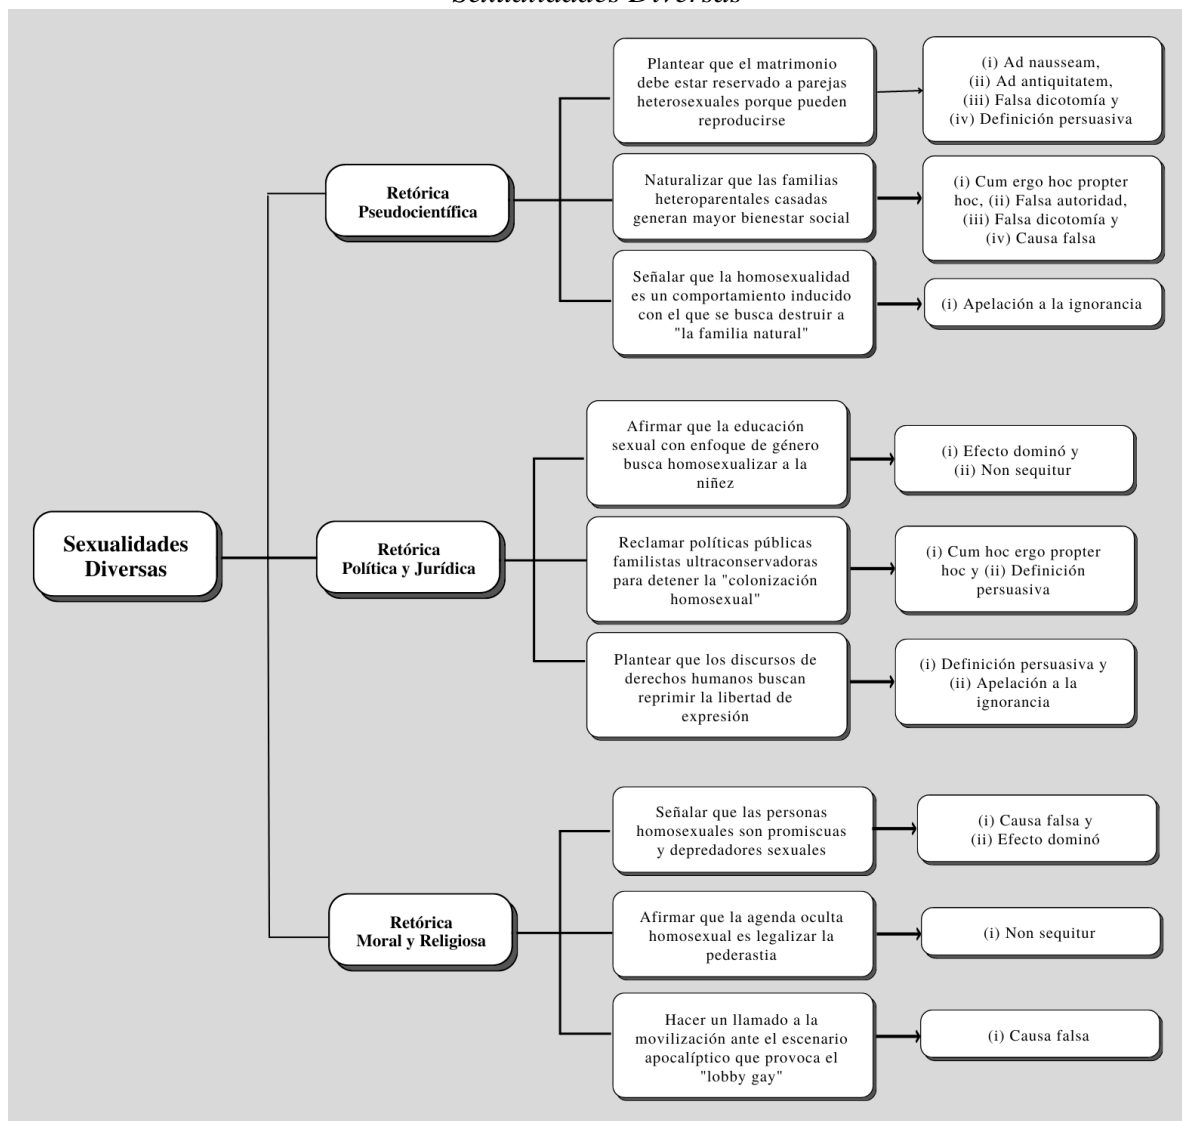 Sexualidades Diversas
Plantear que el matrimonio
debe estar reservado a parejas
heterosexuales porque pueden
reproducirse
(i) Ad nausseam,
(ii) Ad antiquitatem,
(iii) Falsa dicotomía y
(iv) Definición persuasiva
Retórica
Pseudocientífica
Naturalizar que las familias
heteroparentales casadas
generan mayor bienestar social
(i) Cum ergo hoc propter
hoc, (ii) Falsa autoridad,
(iii) Falsa dicotomía y
(iv) Causa falsa
Señalar que la homosexualidad
es un comportamiento inducido
con el que se busca destruir a
"la familia natural"
(i) Apelación a la ignorancia
Afirmar que la educación
sexual con enfoque de género
busca homosexualizar a la
niñez
(i) Efecto dominó y
(ii) Non sequitur
Sexualidades
Diversas
Retórica
Política y Jurídica
Reclamar políticas públicas
familistas ultraconservadoras
para detener la "colonización
homosexual"
(i) Cum hoc ergo propter
hoc y (ii) Definición
persuasiva
Plantear que los discursos de
derechos humanos buscan
reprimir la libertad de
expresión
(i) Definición persuasiva y
(ii) Apelación a la
ignorancia
Señalar que las personas
homosexuales son promiscuas
y depredadores sexuales
(i) Causa falsa y
(ii) Efecto dominó
Retórica
Moral y Religiosa
Afirmar que la agenda oculta
homosexual es legalizar la
pederastia
(i) Non sequitur
Hacer un llamado a la
movilización ante el escenario
apocalíptico que provoca el
"lobby gay"
(i) Causa falsa